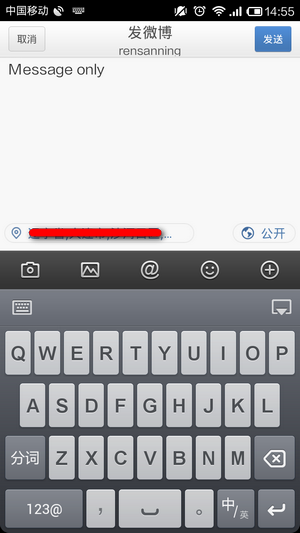 中国移动 14:55
取消 发微博 发送
rensanning
Message only
公开
Q W E R T Y U I O P
A S D F G H J K L
分词 Z X C V B N M
123@ ， 。 中/英